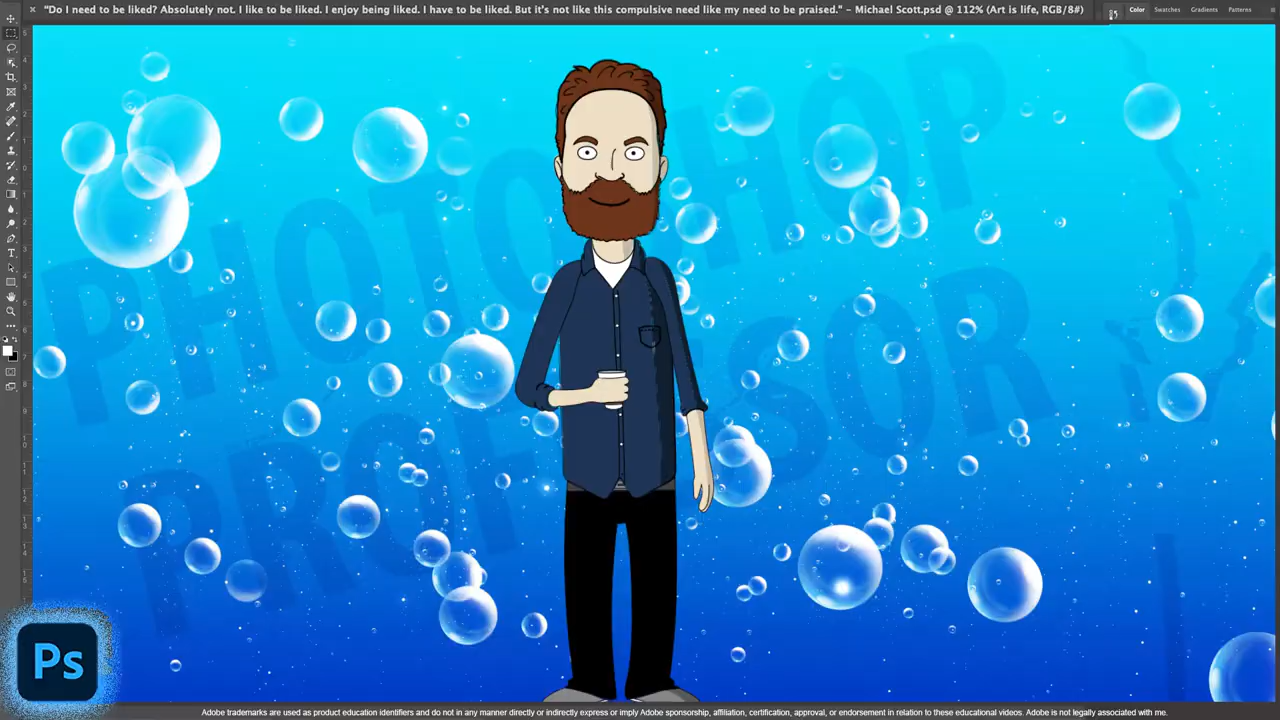 "Do I need to be liked? Absolutely not. I like to be liked. I enjoy being liked. I have to be liked. But it's not like this compulsive need like my need to be praised." – Michael Scott.psd @ 112% (Art is life, RGB/8#)
Color Swatches Gradients Patterns
PHOTOSHOP
PROFESSOR
Ps
Adobe trademarks are used as product education identifiers and do not in any manner directly or indirectly express or imply Adobe sponsorship, affiliation, certification, approval, or endorsement in relation to these educational videos. Adobe is not legally associated with me.